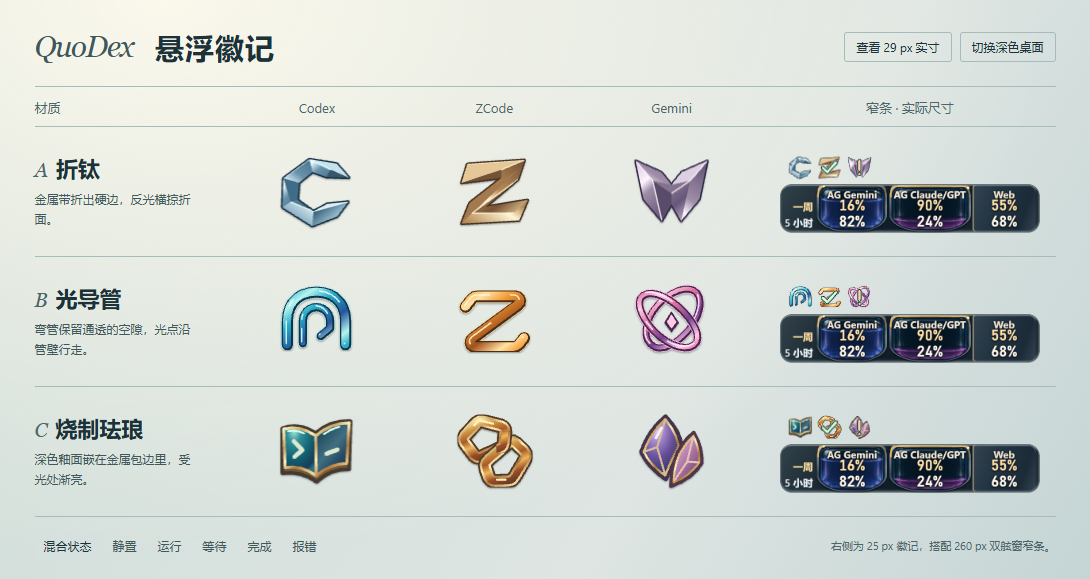 QuoDex 悬浮徽记
查看 29 px 实寸 切换深色桌面
材质 Codex ZCode Gemini 窄条 · 实际尺寸
A 折钛
金属带折出硬边，反光横掠折
面。
AG Gemini AG Claude/GPT Web
一周 16% 90% 55%
5 小时 82% 24% 68%
B 光导管
弯管保留通透的空隙，光点沿
管壁行走。
AG Gemini AG Claude/GPT Web
一周 16% 90% 55%
5 小时 82% 24% 68%
C 烧制珐琅
深色釉面嵌在金属包边里，受
光处渐亮。
AG Gemini AG Claude/GPT Web
一周 16% 90% 55%
5 小时 82% 24% 68%
混合状态 静置 运行 等待 完成 报错
右侧为 25 px 徽记，搭配 260 px 双舷窗窄条。